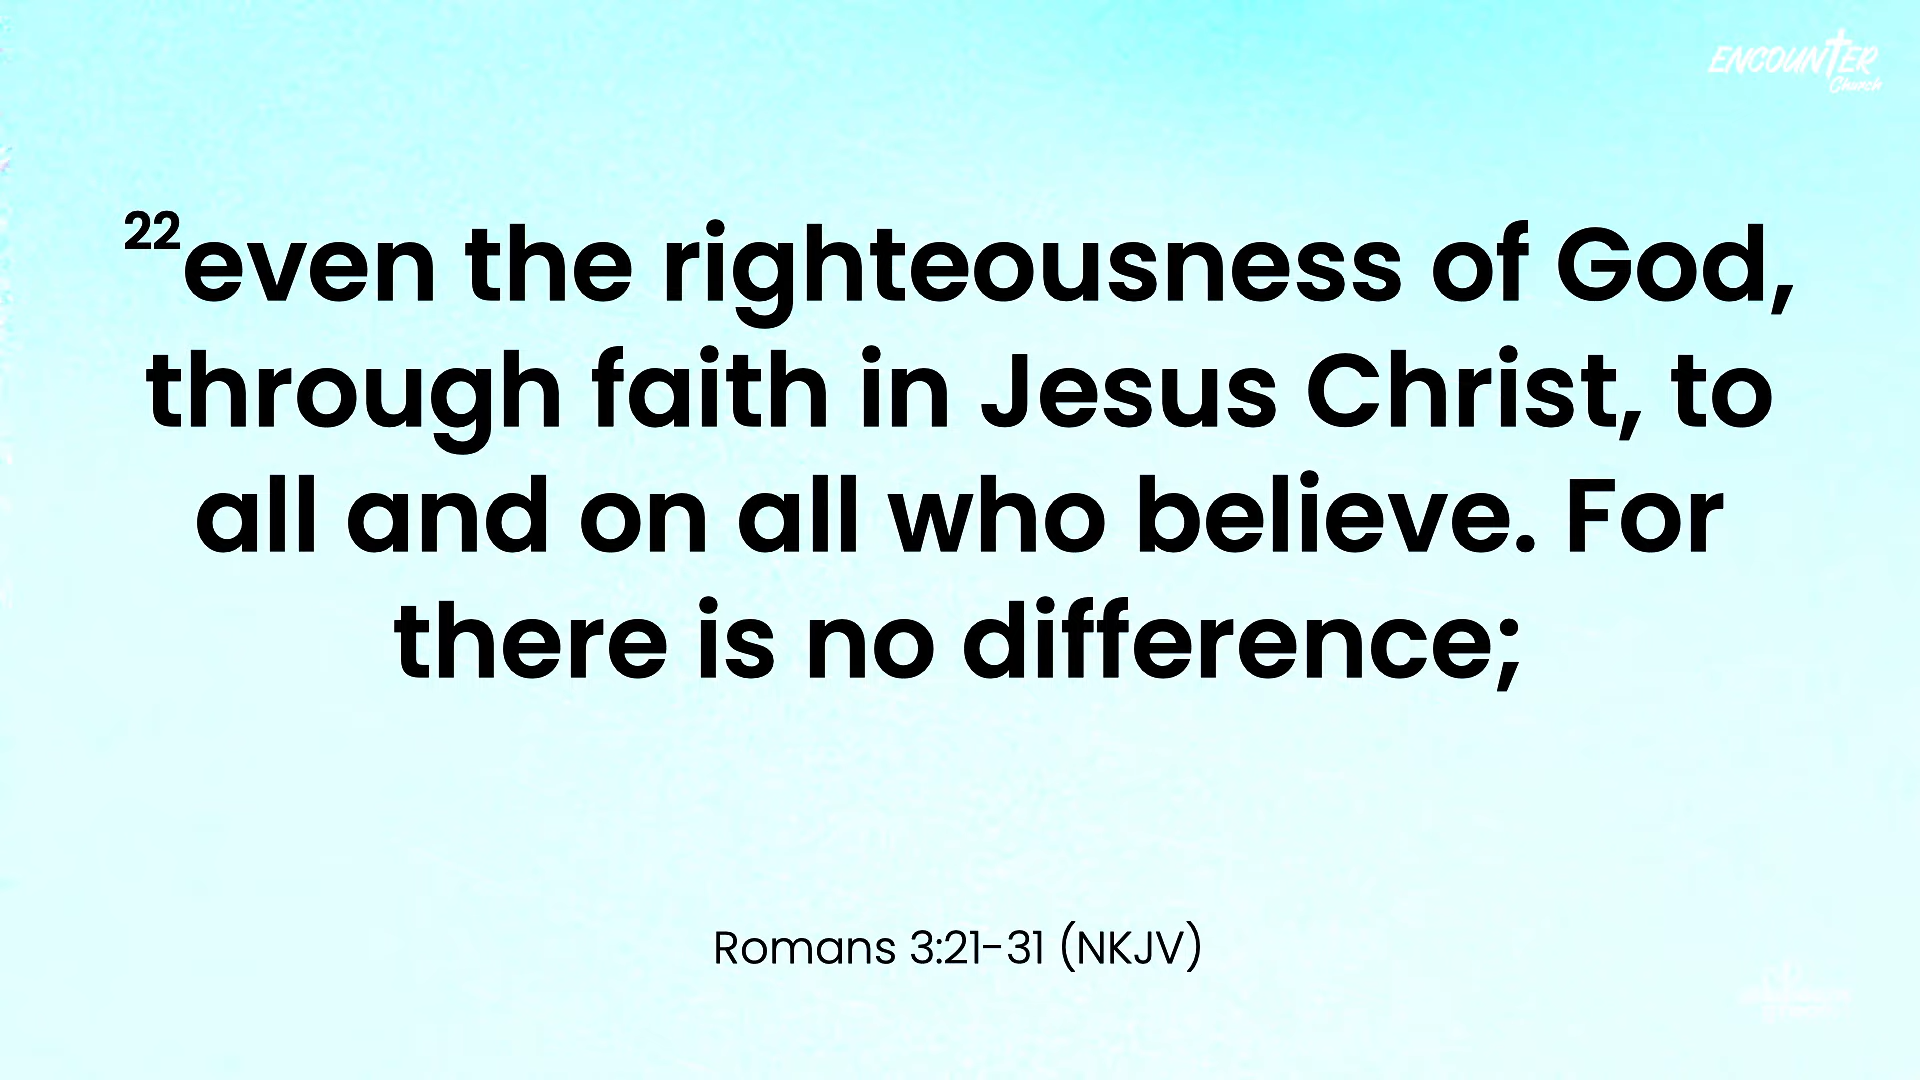 ENCOUNTER
Church
22even the righteousness of God,
through faith in Jesus Christ, to
all and on all who believe. For
there is no difference;
Romans 3:21-31 (NKJV)